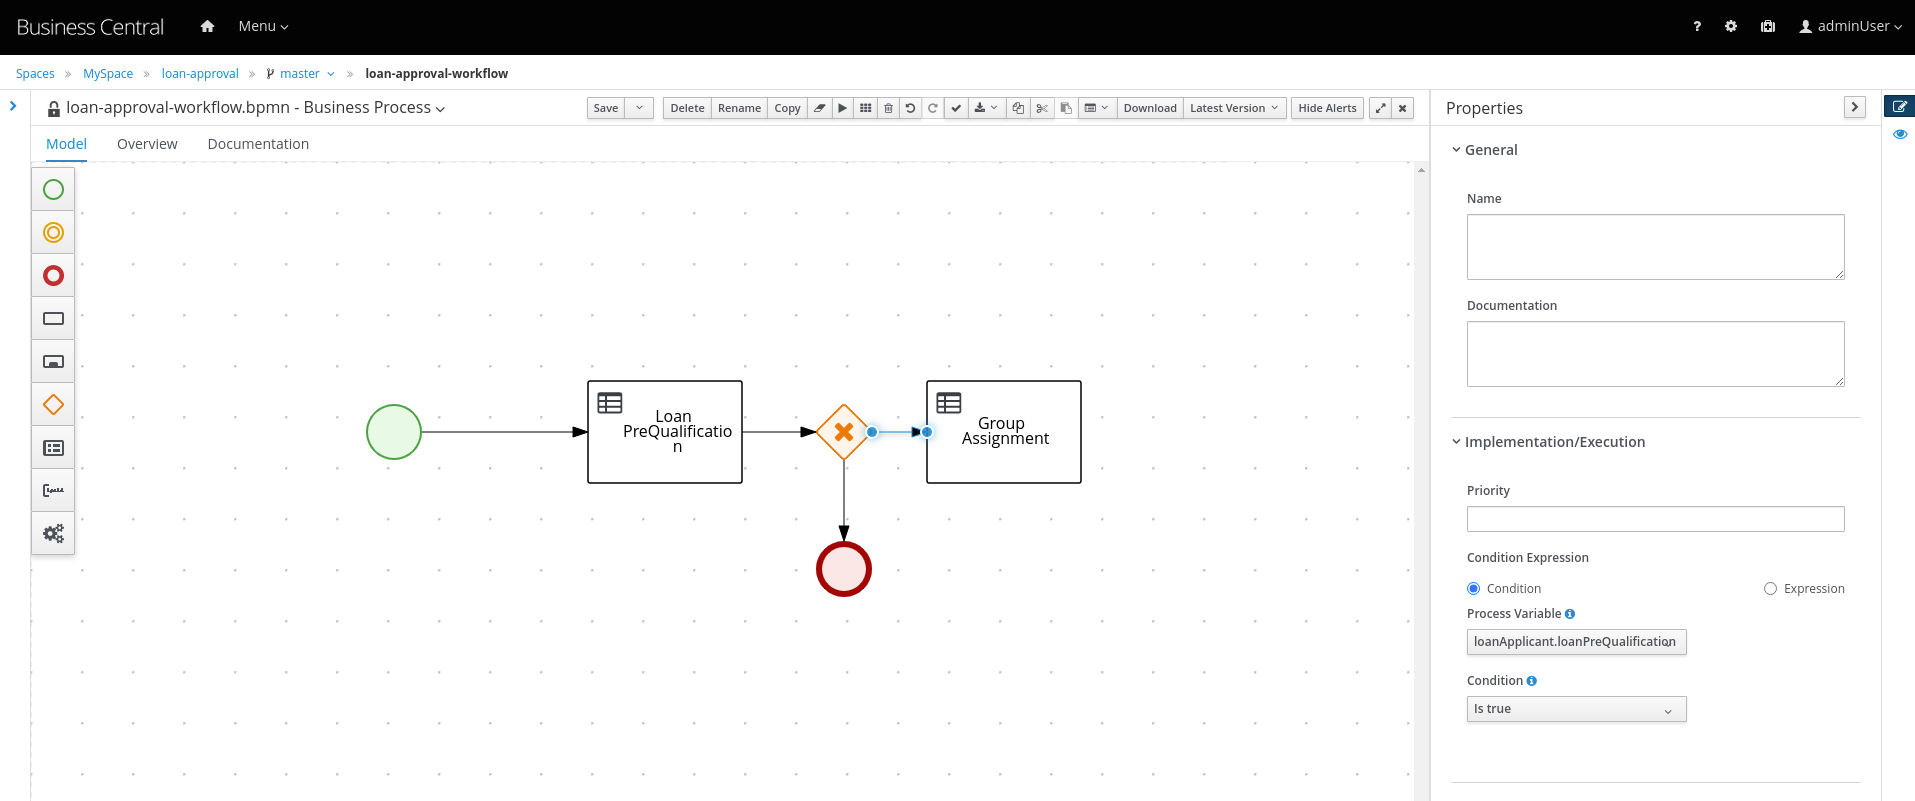 Business Central Menu ? adminUser
Spaces » MySpace » loan-approval » master » loan-approval-workflow
loan-approval-workflow.bpmn - Business Process
Save Delete Rename Copy Download Latest Version Hide Alerts
Properties
Model Overview Documentation
General
Name
Documentation
Loan
PreQualificatio
n
Group
Assignment
Implementation/Execution
Priority
Condition Expression
Condition Expression
Process Variable
loanApplicant.loanPreQualification
Condition
Is true